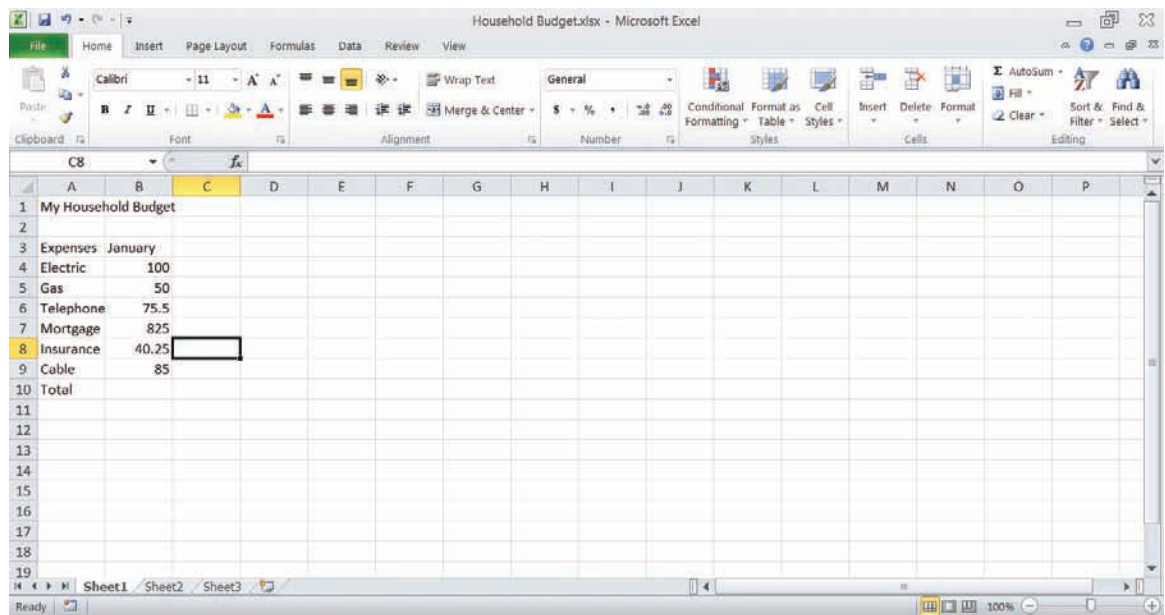 Household Budget.xlsx - Microsoft Excel
File Home Insert Page Layout Formulas Data Review View
Paste
Calibri 11 A A
B I U A
Wrap Text
Merge & Center
General
$ % ,
Conditional Formatting
Format as Table
Cell Styles
Insert Delete Format
Σ AutoSum
Fill
Clear
Sort & Filter
Find & Select
Clipboard Font Alignment Number Styles Cells Editing
C8 fx
A B C D E F G H I J K L M N O P
1 My Household Budget
2
3 Expenses January
4 Electric 100
5 Gas 50
6 Telephone 75.5
7 Mortgage 825
8 Insurance 40.25
9 Cable 85
10 Total
11
12
13
14
15
16
17
18
19
Sheet1 Sheet2 Sheet3
Ready 100%